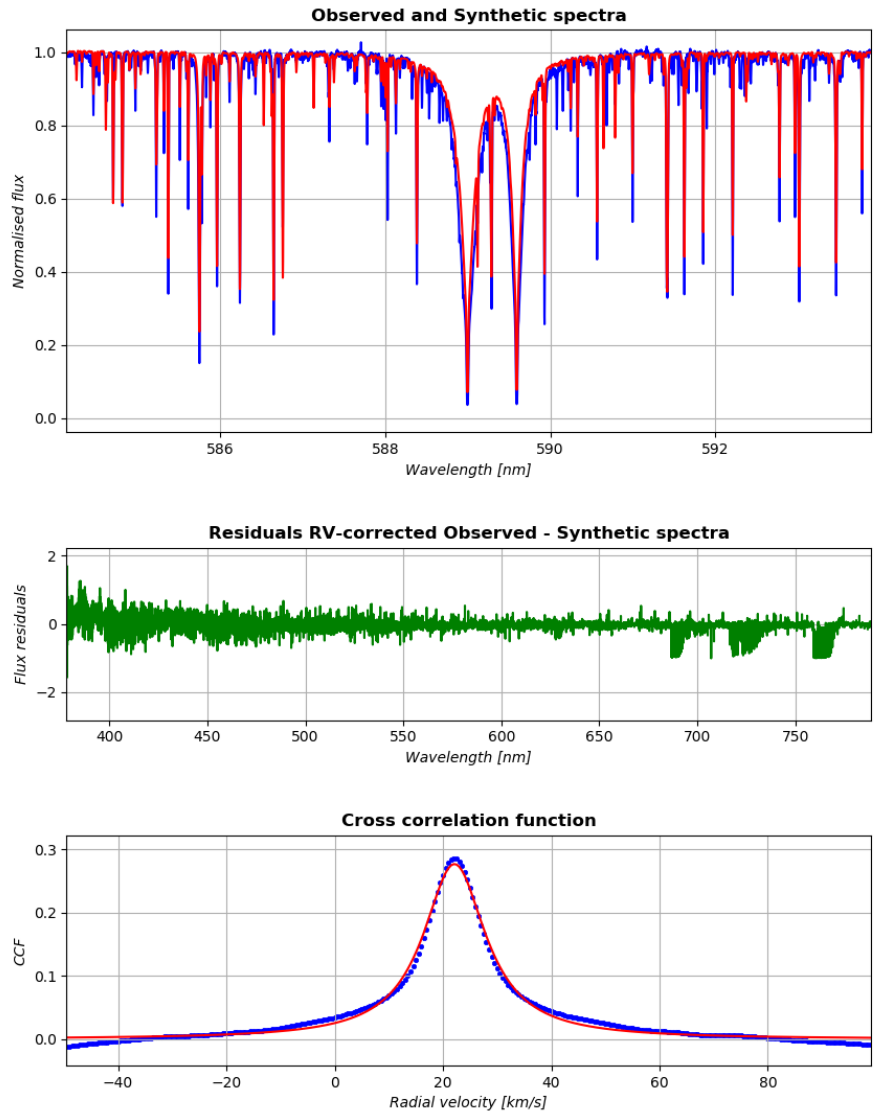 Observed and Synthetic spectra
1.0
0.8
0.6
0.4
0.2
0.0
Normalised flux
586 588 590 592
Wavelength [nm]
Residuals RV-corrected Observed - Synthetic spectra
2
0
−2
Flux residuals
400 450 500 550 600 650 700 750
Wavelength [nm]
Cross correlation function
0.3
0.2
0.1
0.0
CCF
−40 −20 0 20 40 60 80
Radial velocity [km/s]